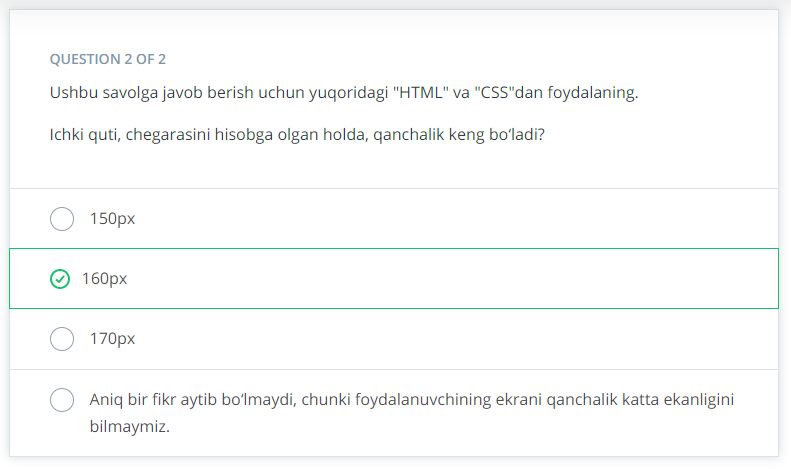 QUESTION 2 OF 2
Ushbu savolga javob berish uchun yuqoridagi "HTML" va "CSS"dan foydalaning.
Ichki quti, chegarasini hisobga olgan holda, qanchalik keng bo‘ladi?
150px
160px
170px
Aniq bir fikr aytib bo‘lmaydi, chunki foydalanuvchining ekrani qanchalik katta ekanligini
bilmaymiz.